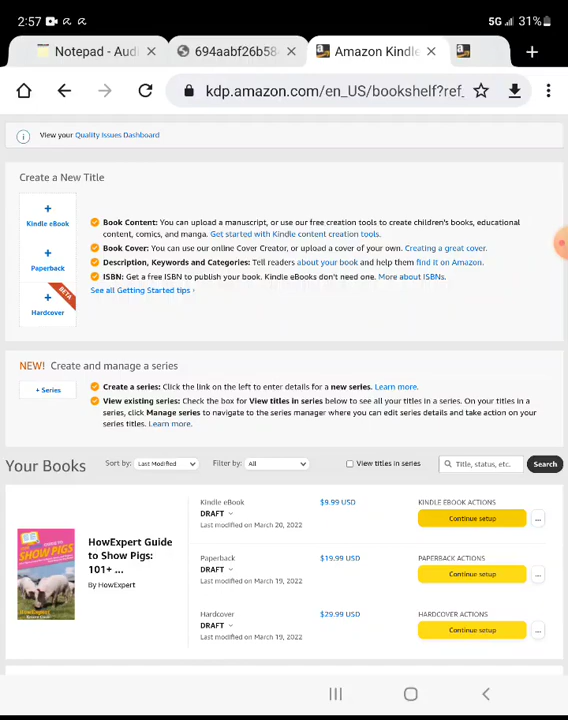 2:57
5G 31%
Notepad - Aud
694aabf26b58
Amazon Kindle
kdp.amazon.com/en_US/bookshelf?ref_
View your Quality Issues Dashboard
Create a New Title
Kindle eBook
Paperback
BETA
Hardcover
Book Content: You can upload a manuscript, or use our free creation tools to create children's books, educational
content, comics, and manga. Get started with Kindle content creation tools.
Book Cover: You can use our online Cover Creator, or upload a cover of your own. Creating a great cover.
Description, Keywords and Categories: Tell readers about your book and help them find it on Amazon.
ISBN: Get a free ISBN to publish your book. Kindle eBooks don't need one. More about ISBNs.
See all Getting Started tips ›
NEW! Create and manage a series
+ Series
Create a series: Click the link on the left to enter details for a new series. Learn more.
View existing series: Check the box for View titles in series below to see all your titles in a series. On your titles in a
series, click Manage series to navigate to the series manager where you can edit series details and take action on your
series titles. Learn more.
Your Books
Sort by: Last Modified
Filter by: All
View titles in series
Title, status, etc.
Search
HowExpert Guide
to Show Pigs:
101+ ...
By HowExpert
SHOW PIGS
HowExpert
Kindle eBook
DRAFT
Last modified on March 20, 2022
$9.99 USD
KINDLE EBOOK ACTIONS
Continue setup
...
Paperback
DRAFT
Last modified on March 19, 2022
$19.99 USD
PAPERBACK ACTIONS
Continue setup
...
Hardcover
DRAFT
Last modified on March 19, 2022
$29.99 USD
HARDCOVER ACTIONS
Continue setup
...